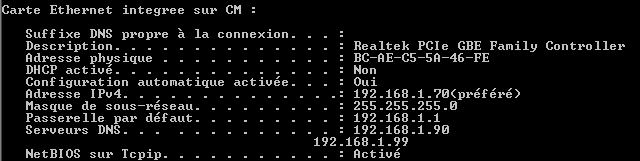 Carte Ethernet integree sur CM :
Suffixe DNS propre à la connexion. . . :
Description. . . . . . . . . . . . . . : Realtek PCIe GBE Family Controller
Adresse physique . . . . . . . . . . . : BC-AE-C5-5A-46-FE
DHCP activé. . . . . . . . . . . . . . : Non
Configuration automatique activée. . . : Oui
Adresse IPv4. . . . . . . . . . . . . .: 192.168.1.70(préféré)
Masque de sous-réseau. . . . . . . . . : 255.255.255.0
Passerelle par défaut. . . . . . . . . : 192.168.1.1
Serveurs DNS. . . . . . . . . . . . . : 192.168.1.90
192.168.1.99
NetBIOS sur Tcpip. . . . . . . . . . . : Activé